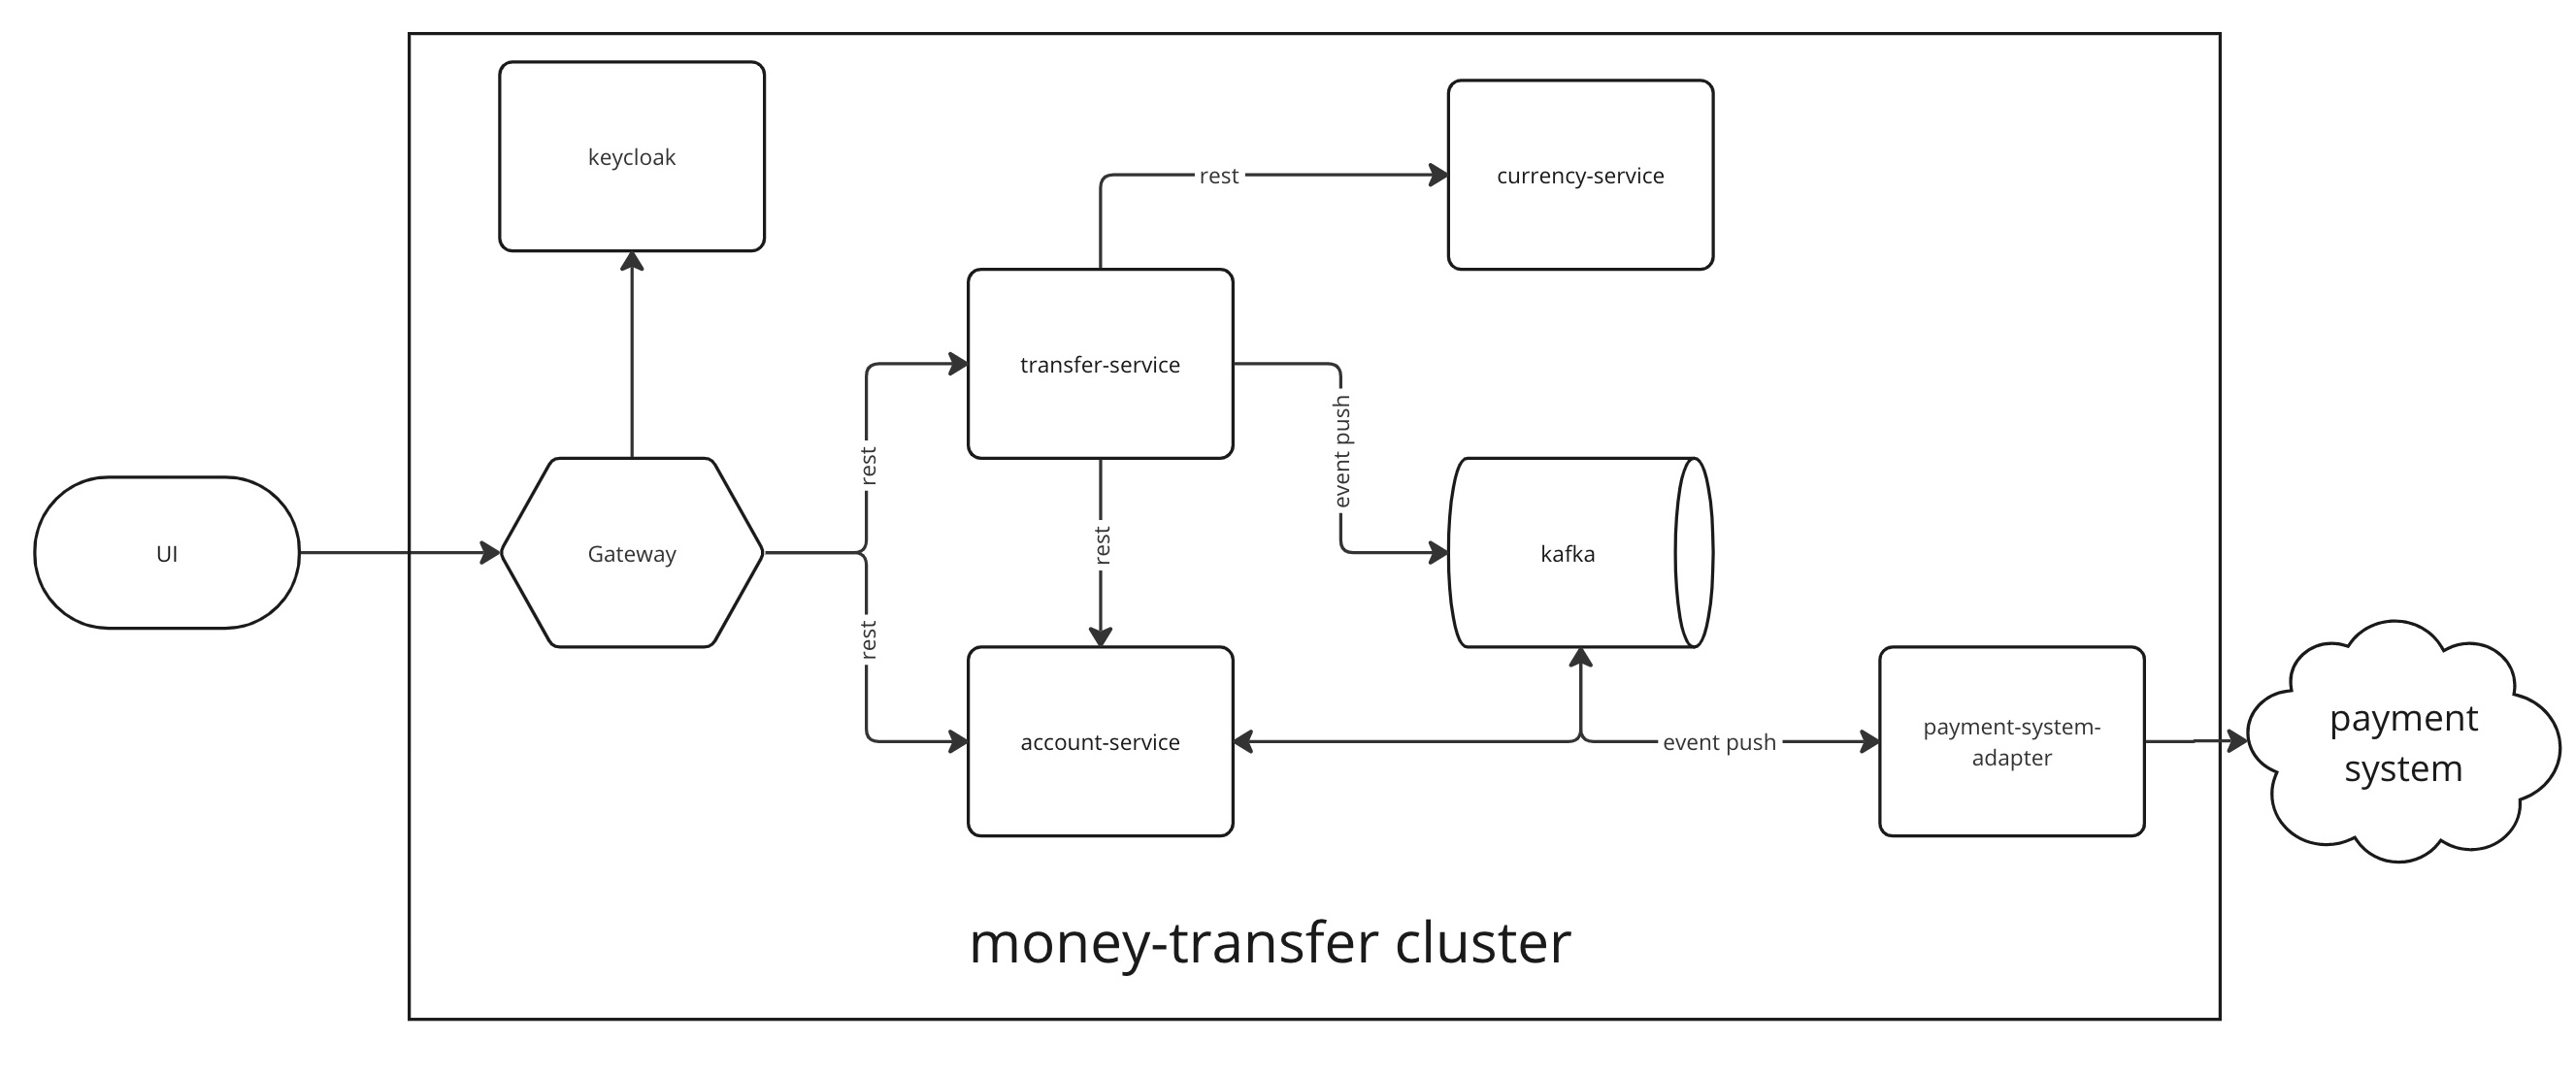 keycloak
currency-service
rest
transfer-service
event push
rest
UI
Gateway
rest
kafka
rest
account-service
event push
payment-system-
adapter
payment
system
money-transfer cluster